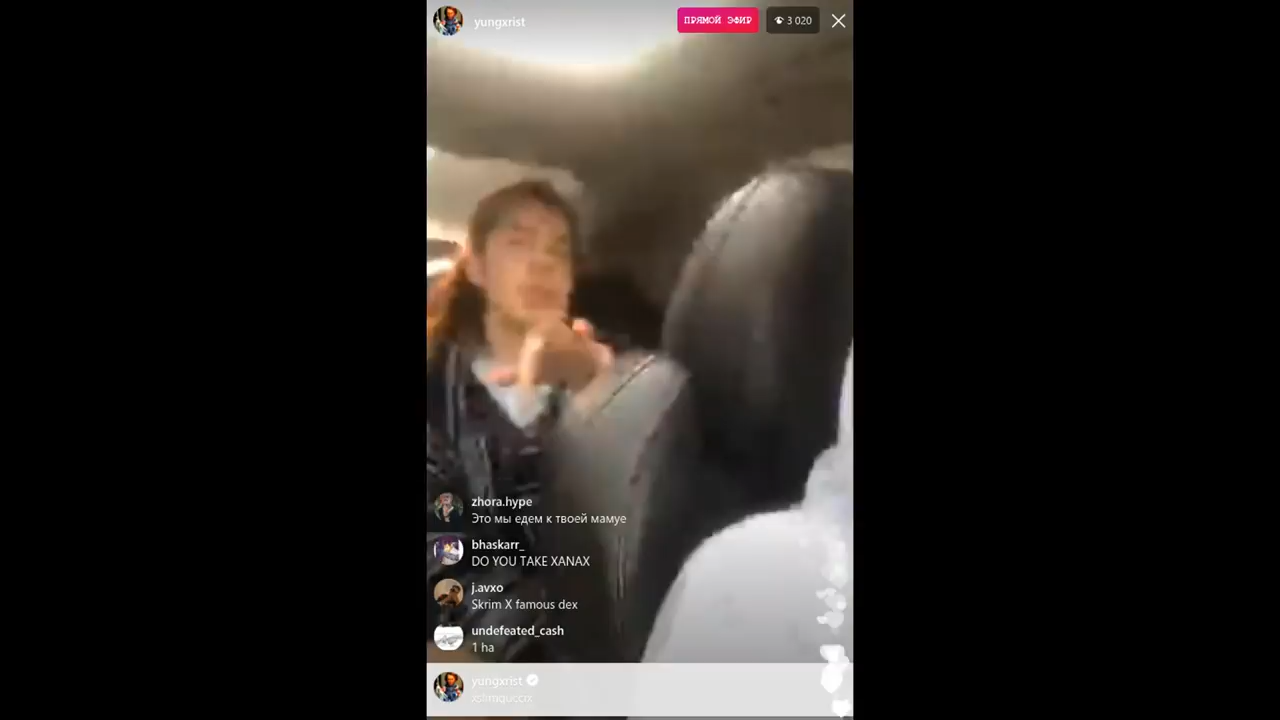 yungxrist
ПРЯМОЙ ЭФИР
3 020
zhora.hype
Это мы едем к твоей мамуе
bhaskarr_
DO YOU TAKE XANAX
j.avxo
Skrim X famous dex
undefeated_cash
1 ha
yungxrist